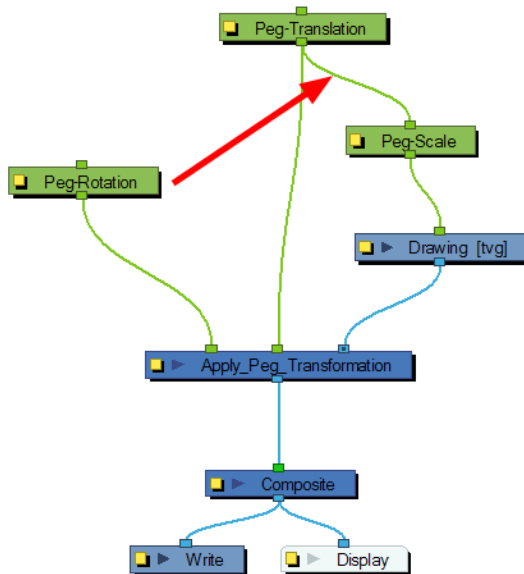 Peg-Translation
Peg-Scale
Peg-Rotation
Drawing [tvg]
Apply_Peg_Transformation
Composite
Write
Display